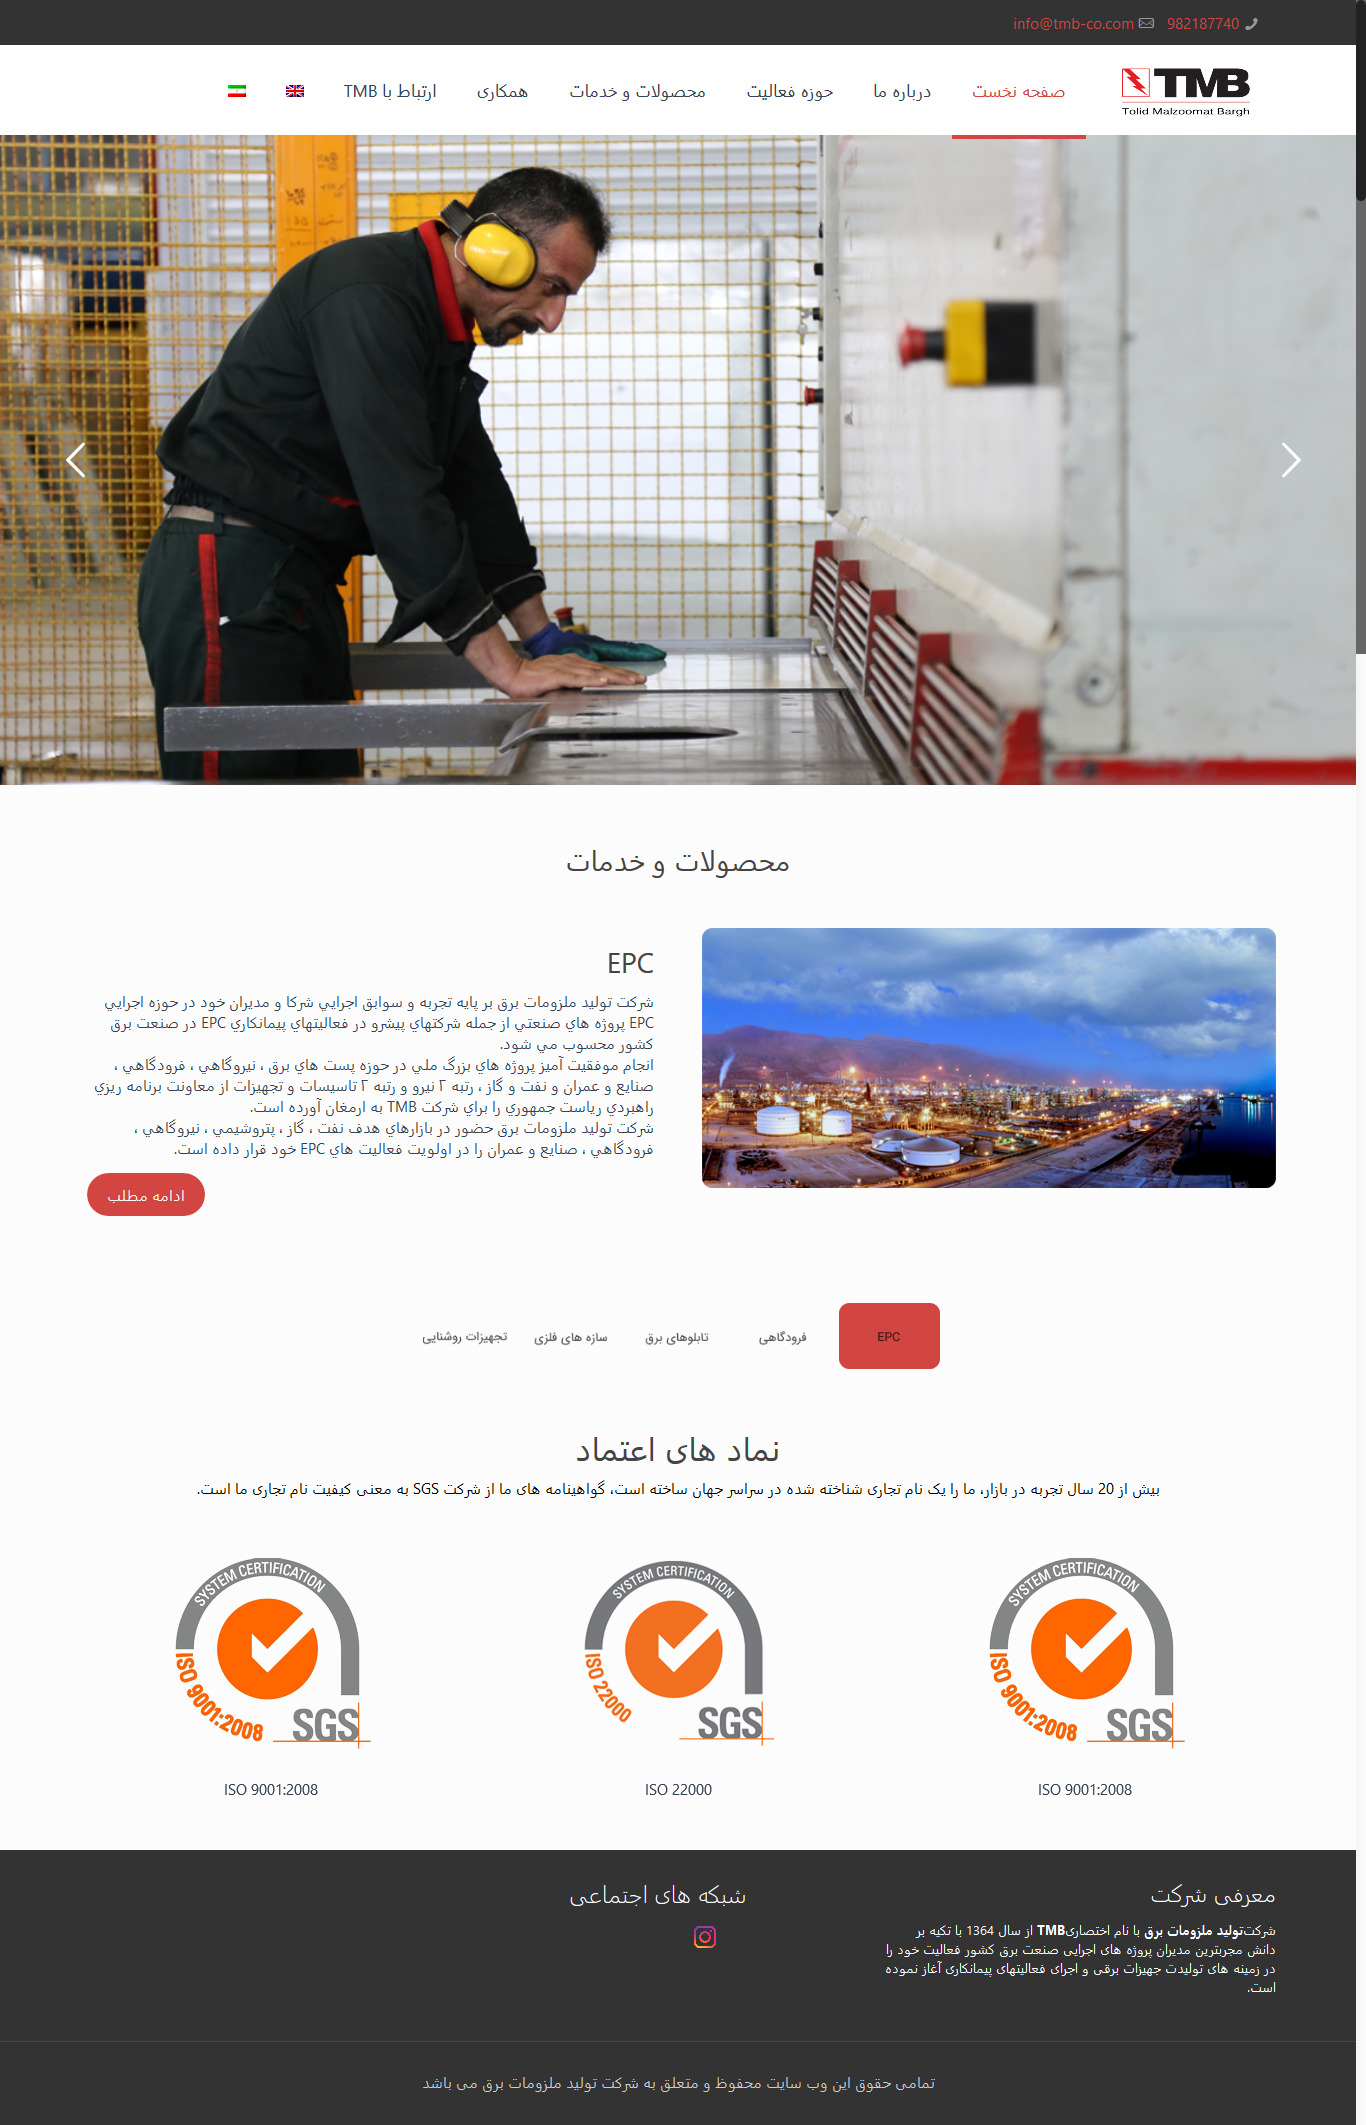 982187740 info@tmb-co.com
TMB
Tolid Malzoomat Bargh
صفحه نخست
درباره ما
حوزه فعالیت
محصولات و خدمات
همکاری
ارتباط با TMB
محصولات و خدمات
EPC
شرکت تولید ملزومات برق بر پایه تجربه و سوابق اجرايي شركا و مديران خود در حوزه اجرايي
EPC پروژه هاي صنعتي از جمله شركتهاي پيشرو در فعاليتهاي پيمانكاري EPC در صنعت برق
كشور محسوب مي شود.
انجام موفقيت آميز پروژه هاي بزرگ ملي در حوزه پست هاي برق ، نيروگاهي ، فرودگاهي ،
صنايع و عمران و نفت و گاز ، رتبه ۲ نيرو و رتبه ۲ تاسيسات و تجهيزات از معاونت برنامه ريزي
راهبردي رياست جمهوري را براي شركت TMB به ارمغان آورده است.
شركت توليد ملزومات برق حضور در بازارهاي هدف نفت ، گاز ، پتروشيمي ، نيروگاهي ،
فرودگاهي ، صنايع و عمران را در اولويت فعاليت هاي EPC خود قرار داده است.
ادامه مطلب
EPC
فرودگاهی
تابلوهای برق
سازه های فلزی
تجهیزات روشنایی
نماد های اعتماد
بیش از 20 سال تجربه در بازار، ما را یک نام تجاری شناخته شده در سراسر جهان ساخته است، گواهینامه های ما از شرکت SGS به معنی کیفیت نام تجاری ما است.
SYSTEM CERTIFICATION
ISO 9001:2008
SGS
SYSTEM CERTIFICATION
ISO 22000
SGS
SYSTEM CERTIFICATION
ISO 9001:2008
SGS
ISO 9001:2008
ISO 22000
ISO 9001:2008
معرفی شرکت
شرکتتولید ملزومات برق با نام اختصاریTMB از سال 1364 با تکیه بر
دانش مجربترین مدیران پروژه های اجرایی صنعت برق کشور فعالیت خود را
در زمینه های تولیدت جهیزات برقی و اجرای فعالیتهای پیمانکاری آغاز نموده
است.
شبکه های اجتماعی
تمامی حقوق این وب سایت محفوظ و متعلق به شرکت تولید ملزومات برق می باشد